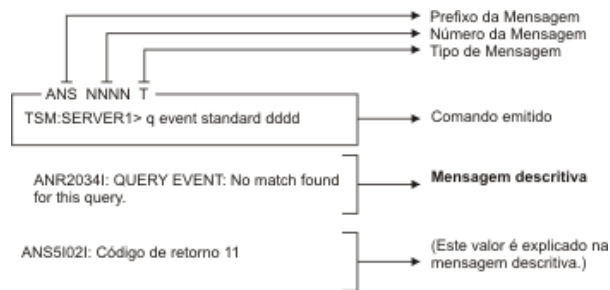 Prefixo da Mensagem
Número da Mensagem
Tipo de Mensagem
ANS NNNN T
TSM:SERVER1> q event standard dddd
Comando emitido
ANR2034I: QUERY EVENT: No match found
for this query.
Mensagem descritiva
ANS5I02I: Código de retorno 11
(Este valor é explicado na
mensagem descritiva.)